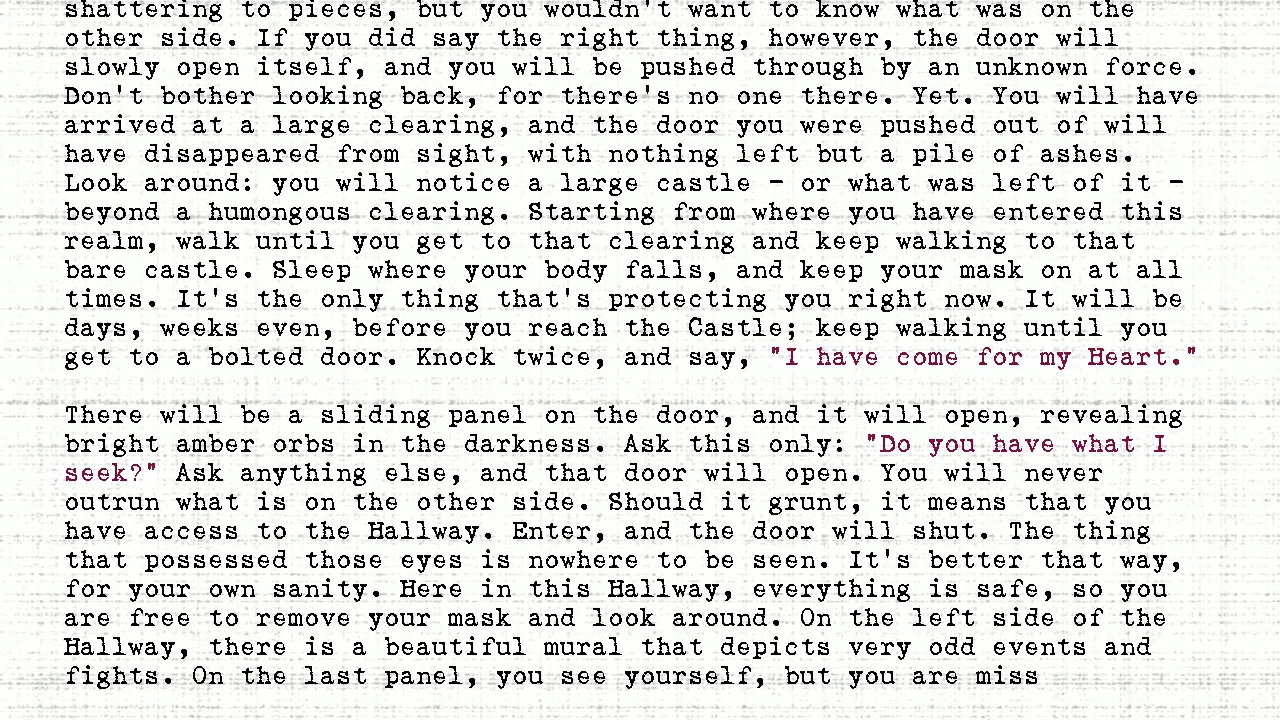 shattering to pieces, but you wouldn't want to know what was on the
other side. If you did say the right thing, however, the door will
slowly open itself, and you will be pushed through by an unknown force.
Don't bother looking back, for there's no one there. Yet. You will have
arrived at a large clearing, and the door you were pushed out of will
have disappeared from sight, with nothing left but a pile of ashes.
Look around: you will notice a large castle - or what was left of it -
beyond a humongous clearing. Starting from where you have entered this
realm, walk until you get to that clearing and keep walking to that
bare castle. Sleep where your body falls, and keep your mask on at all
times. It's the only thing that's protecting you right now. It will be
days, weeks even, before you reach the Castle; keep walking until you
get to a bolted door. Knock twice, and say, "I have come for my Heart."
There will be a sliding panel on the door, and it will open, revealing
bright amber orbs in the darkness. Ask this only: "Do you have what I
seek?" Ask anything else, and that door will open. You will never
outrun what is on the other side. Should it grunt, it means that you
have access to the Hallway. Enter, and the door will shut. The thing
that possessed those eyes is nowhere to be seen. It's better that way,
for your own sanity. Here in this Hallway, everything is safe, so you
are free to remove your mask and look around. On the left side of the
Hallway, there is a beautiful mural that depicts very odd events and
fights. On the last panel, you see yourself, but you are miss